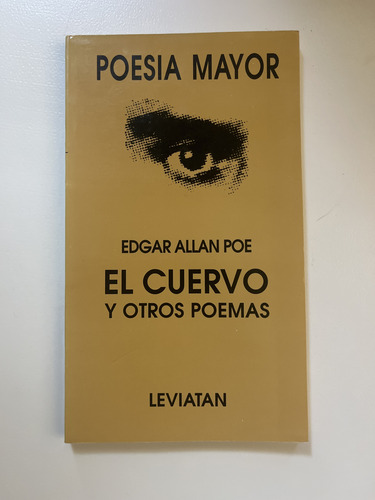 POESIA MAYOR
EDGAR ALLAN POE
EL CUERVO
Y OTROS POEMAS
LEVIATAN